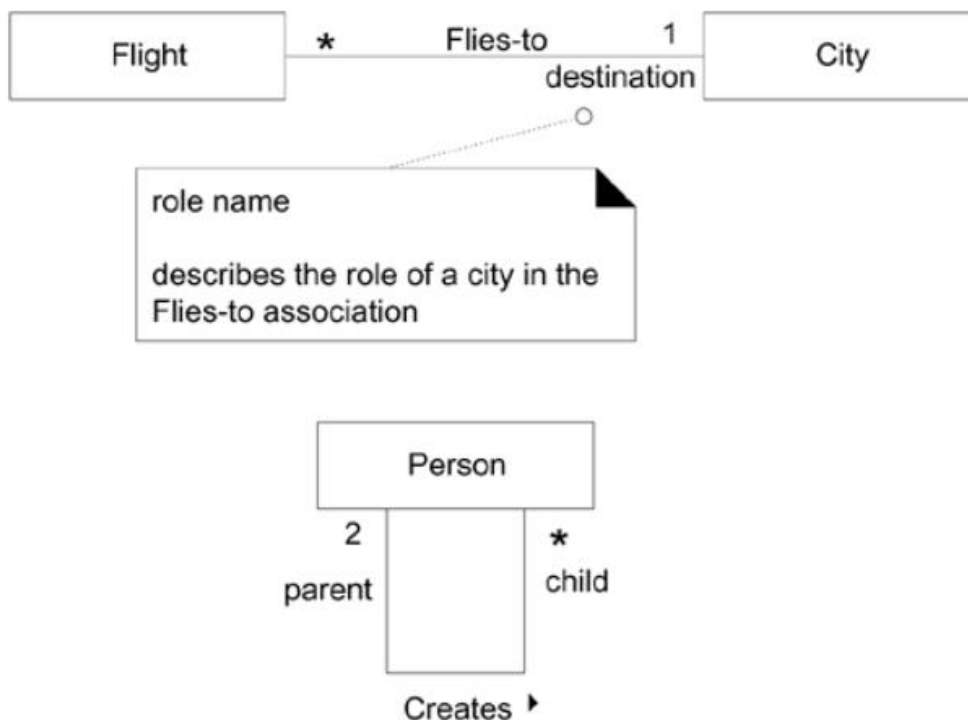 Flight * Flies-to 1 City
destination
role name
describes the role of a city in the
Flies-to association
Person
2 *
parent child
Creates